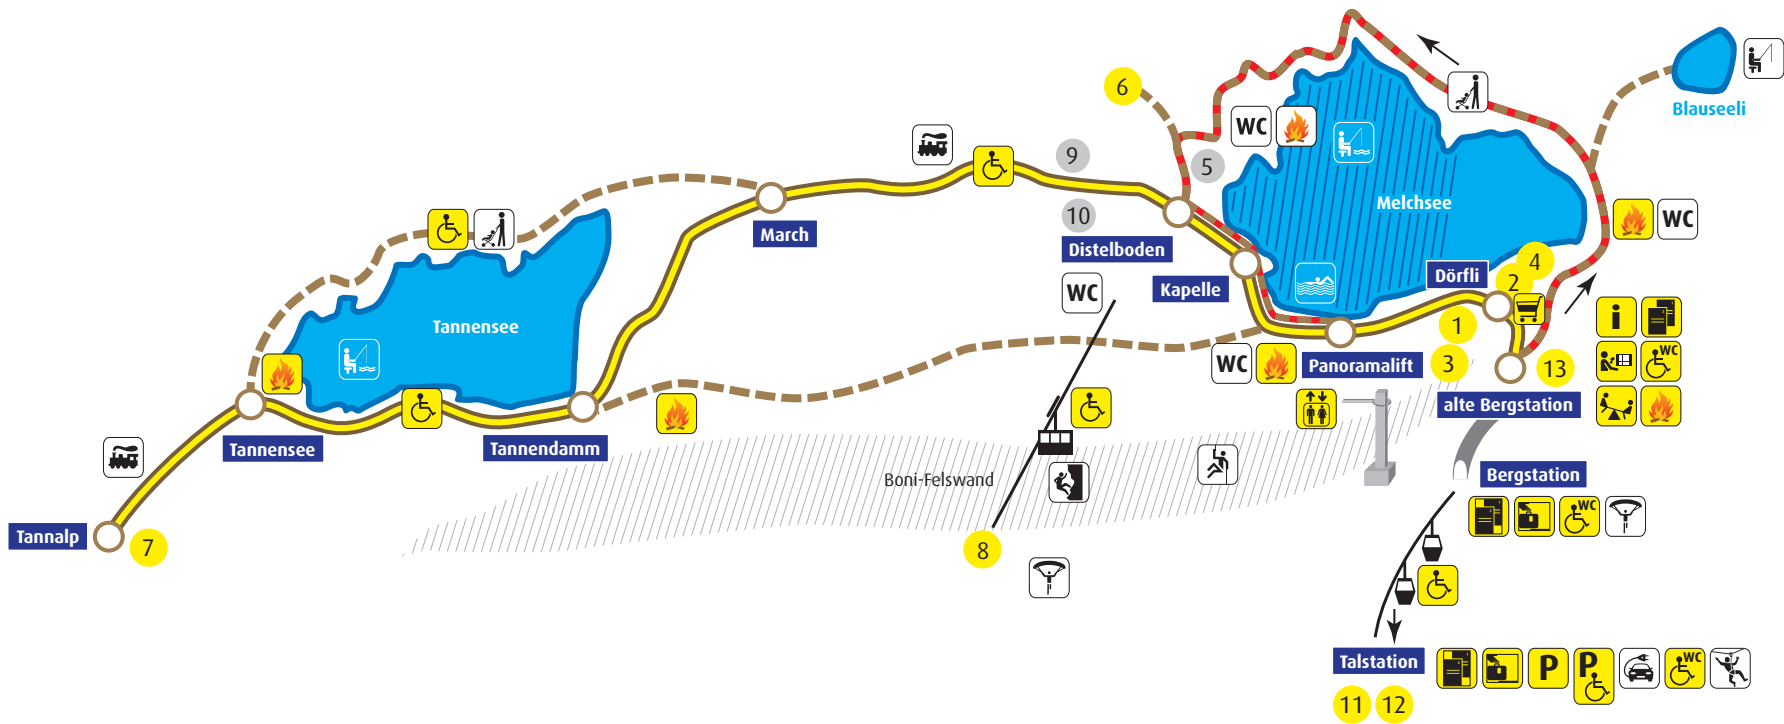 6
Blauseeli
WC
9
5
10
Melchsee
WC
March
Distelboden
Dörfli
4
2
Kapelle
WC
1
Tannensee
WC
Panoramalift
3
13
i
WC
alte Bergstation
Tannensee
Tannendamm
Boni-Felswand
Bergstation
WC
Tannalp
7
8
Talstation
P
P
WC
11
12